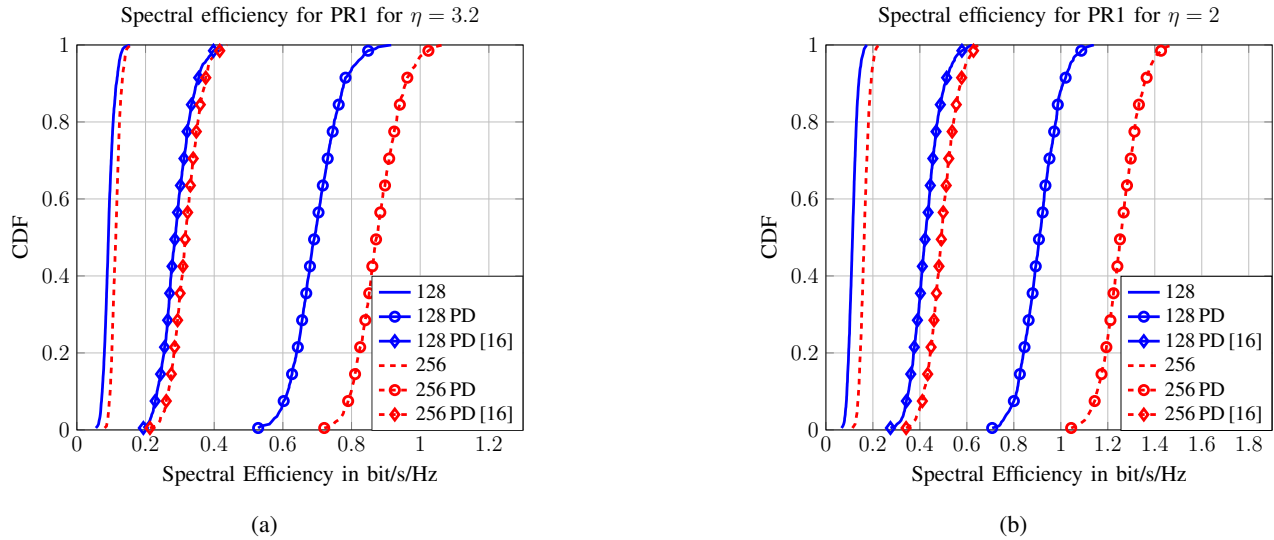 Spectral efficiency for PR1 for η = 3.2
1
0.8
0.6
0.4
0.2
0
CDF
0
0.2
0.4
0.6
0.8
1
1.2
Spectral Efficiency in bit/s/Hz
128
128 PD
128 PD [16]
256
256 PD
256 PD [16]
(a)
Spectral efficiency for PR1 for η = 2
1
0.8
0.6
0.4
0.2
0
CDF
0
0.2
0.4
0.6
0.8
1
1.2
1.4
1.6
1.8
Spectral Efficiency in bit/s/Hz
128
128 PD
128 PD [16]
256
256 PD
256 PD [16]
(b)